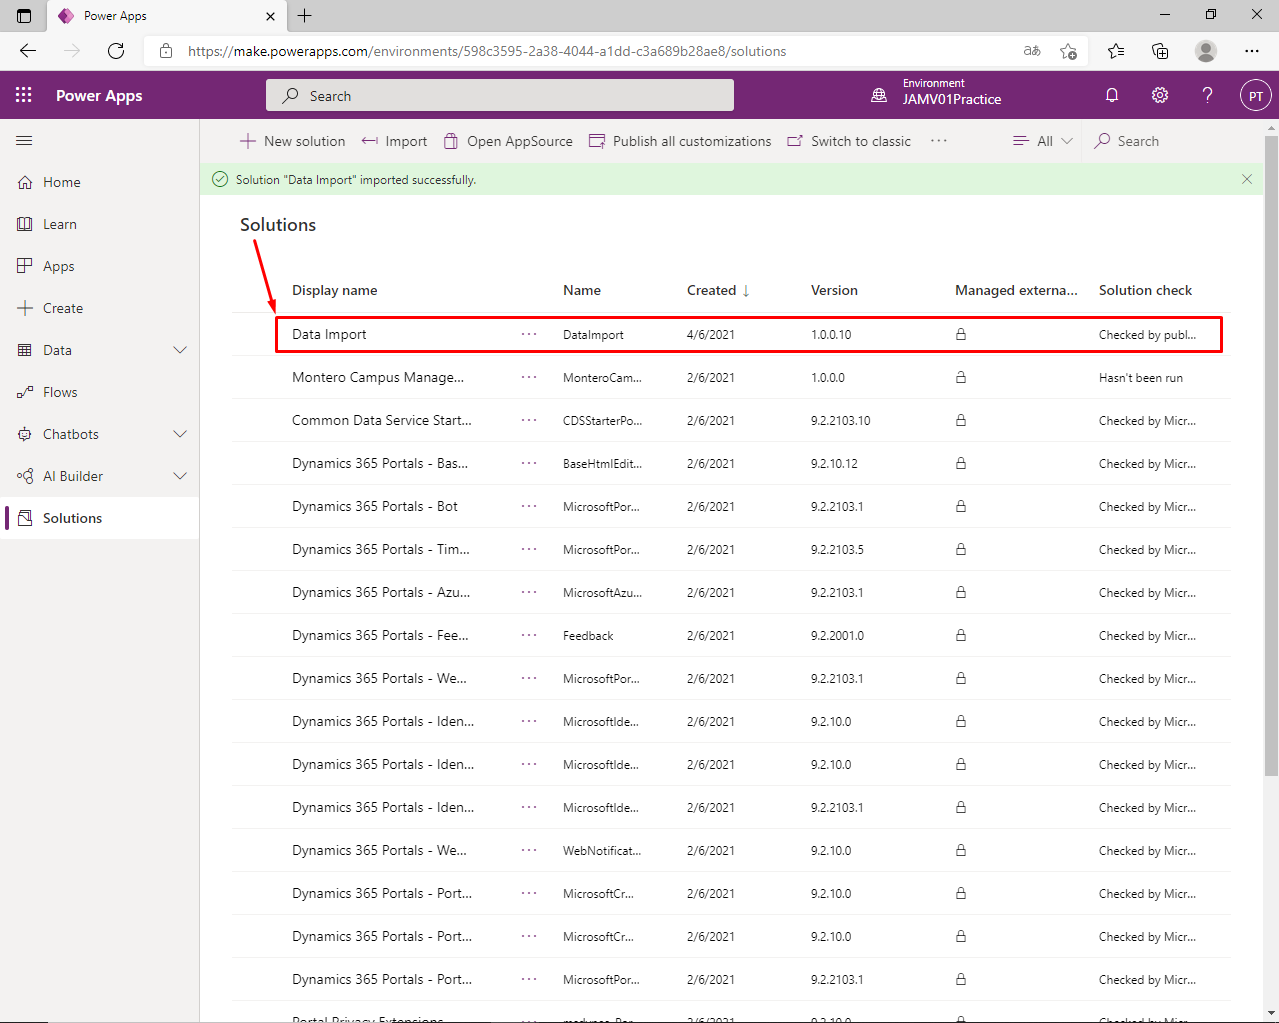 Power Apps
https://make.powerapps.com/environments/598c3595-2a38-4044-a1dd-c3a689b28ae8/solutions
aあ
Power Apps
Search
Environment
JAMV01Practice
?
PT
New solution
Import
Open AppSource
Publish all customizations
Switch to classic
...
All
Search
Solution "Data Import" imported successfully.
Home
Learn
Apps
Create
Data
Flows
Chatbots
AI Builder
Solutions
Solutions
Display name Name Created ↓ Version Managed externa... Solution check
Data Import ... DataImport 4/6/2021 1.0.0.10 Checked by publ...
Montero Campus Manage... ... MonteroCam... 2/6/2021 1.0.0.0 Hasn't been run
Common Data Service Start... ... CDSStarterPo... 2/6/2021 9.2.2103.10 Checked by Micr...
Dynamics 365 Portals - Bas... ... BaseHtmlEdit... 2/6/2021 9.2.10.12 Checked by Micr...
Dynamics 365 Portals - Bot ... MicrosoftPor... 2/6/2021 9.2.2103.1 Checked by Micr...
Dynamics 365 Portals - Tim... ... MicrosoftPor... 2/6/2021 9.2.2103.5 Checked by Micr...
Dynamics 365 Portals - Azu... ... MicrosoftAzu... 2/6/2021 9.2.2103.1 Checked by Micr...
Dynamics 365 Portals - Fee... ... Feedback 2/6/2021 9.2.2001.0 Checked by Micr...
Dynamics 365 Portals - We... ... MicrosoftPor... 2/6/2021 9.2.2103.1 Checked by Micr...
Dynamics 365 Portals - Iden... ... MicrosoftIde... 2/6/2021 9.2.10.0 Checked by Micr...
Dynamics 365 Portals - Iden... ... MicrosoftIde... 2/6/2021 9.2.10.0 Checked by Micr...
Dynamics 365 Portals - Iden... ... MicrosoftIde... 2/6/2021 9.2.2103.1 Checked by Micr...
Dynamics 365 Portals - We... ... WebNotificat... 2/6/2021 9.2.10.0 Checked by Micr...
Dynamics 365 Portals - Port... ... MicrosoftCr... 2/6/2021 9.2.10.0 Checked by Micr...
Dynamics 365 Portals - Port... ... MicrosoftCr... 2/6/2021 9.2.10.0 Checked by Micr...
Dynamics 365 Portals - Port... ... MicrosoftPor... 2/6/2021 9.2.2103.1 Checked by Micr...
Portal Privacy Extensions ... 2/6/2021 9.2.10.0 Checked by Micr...